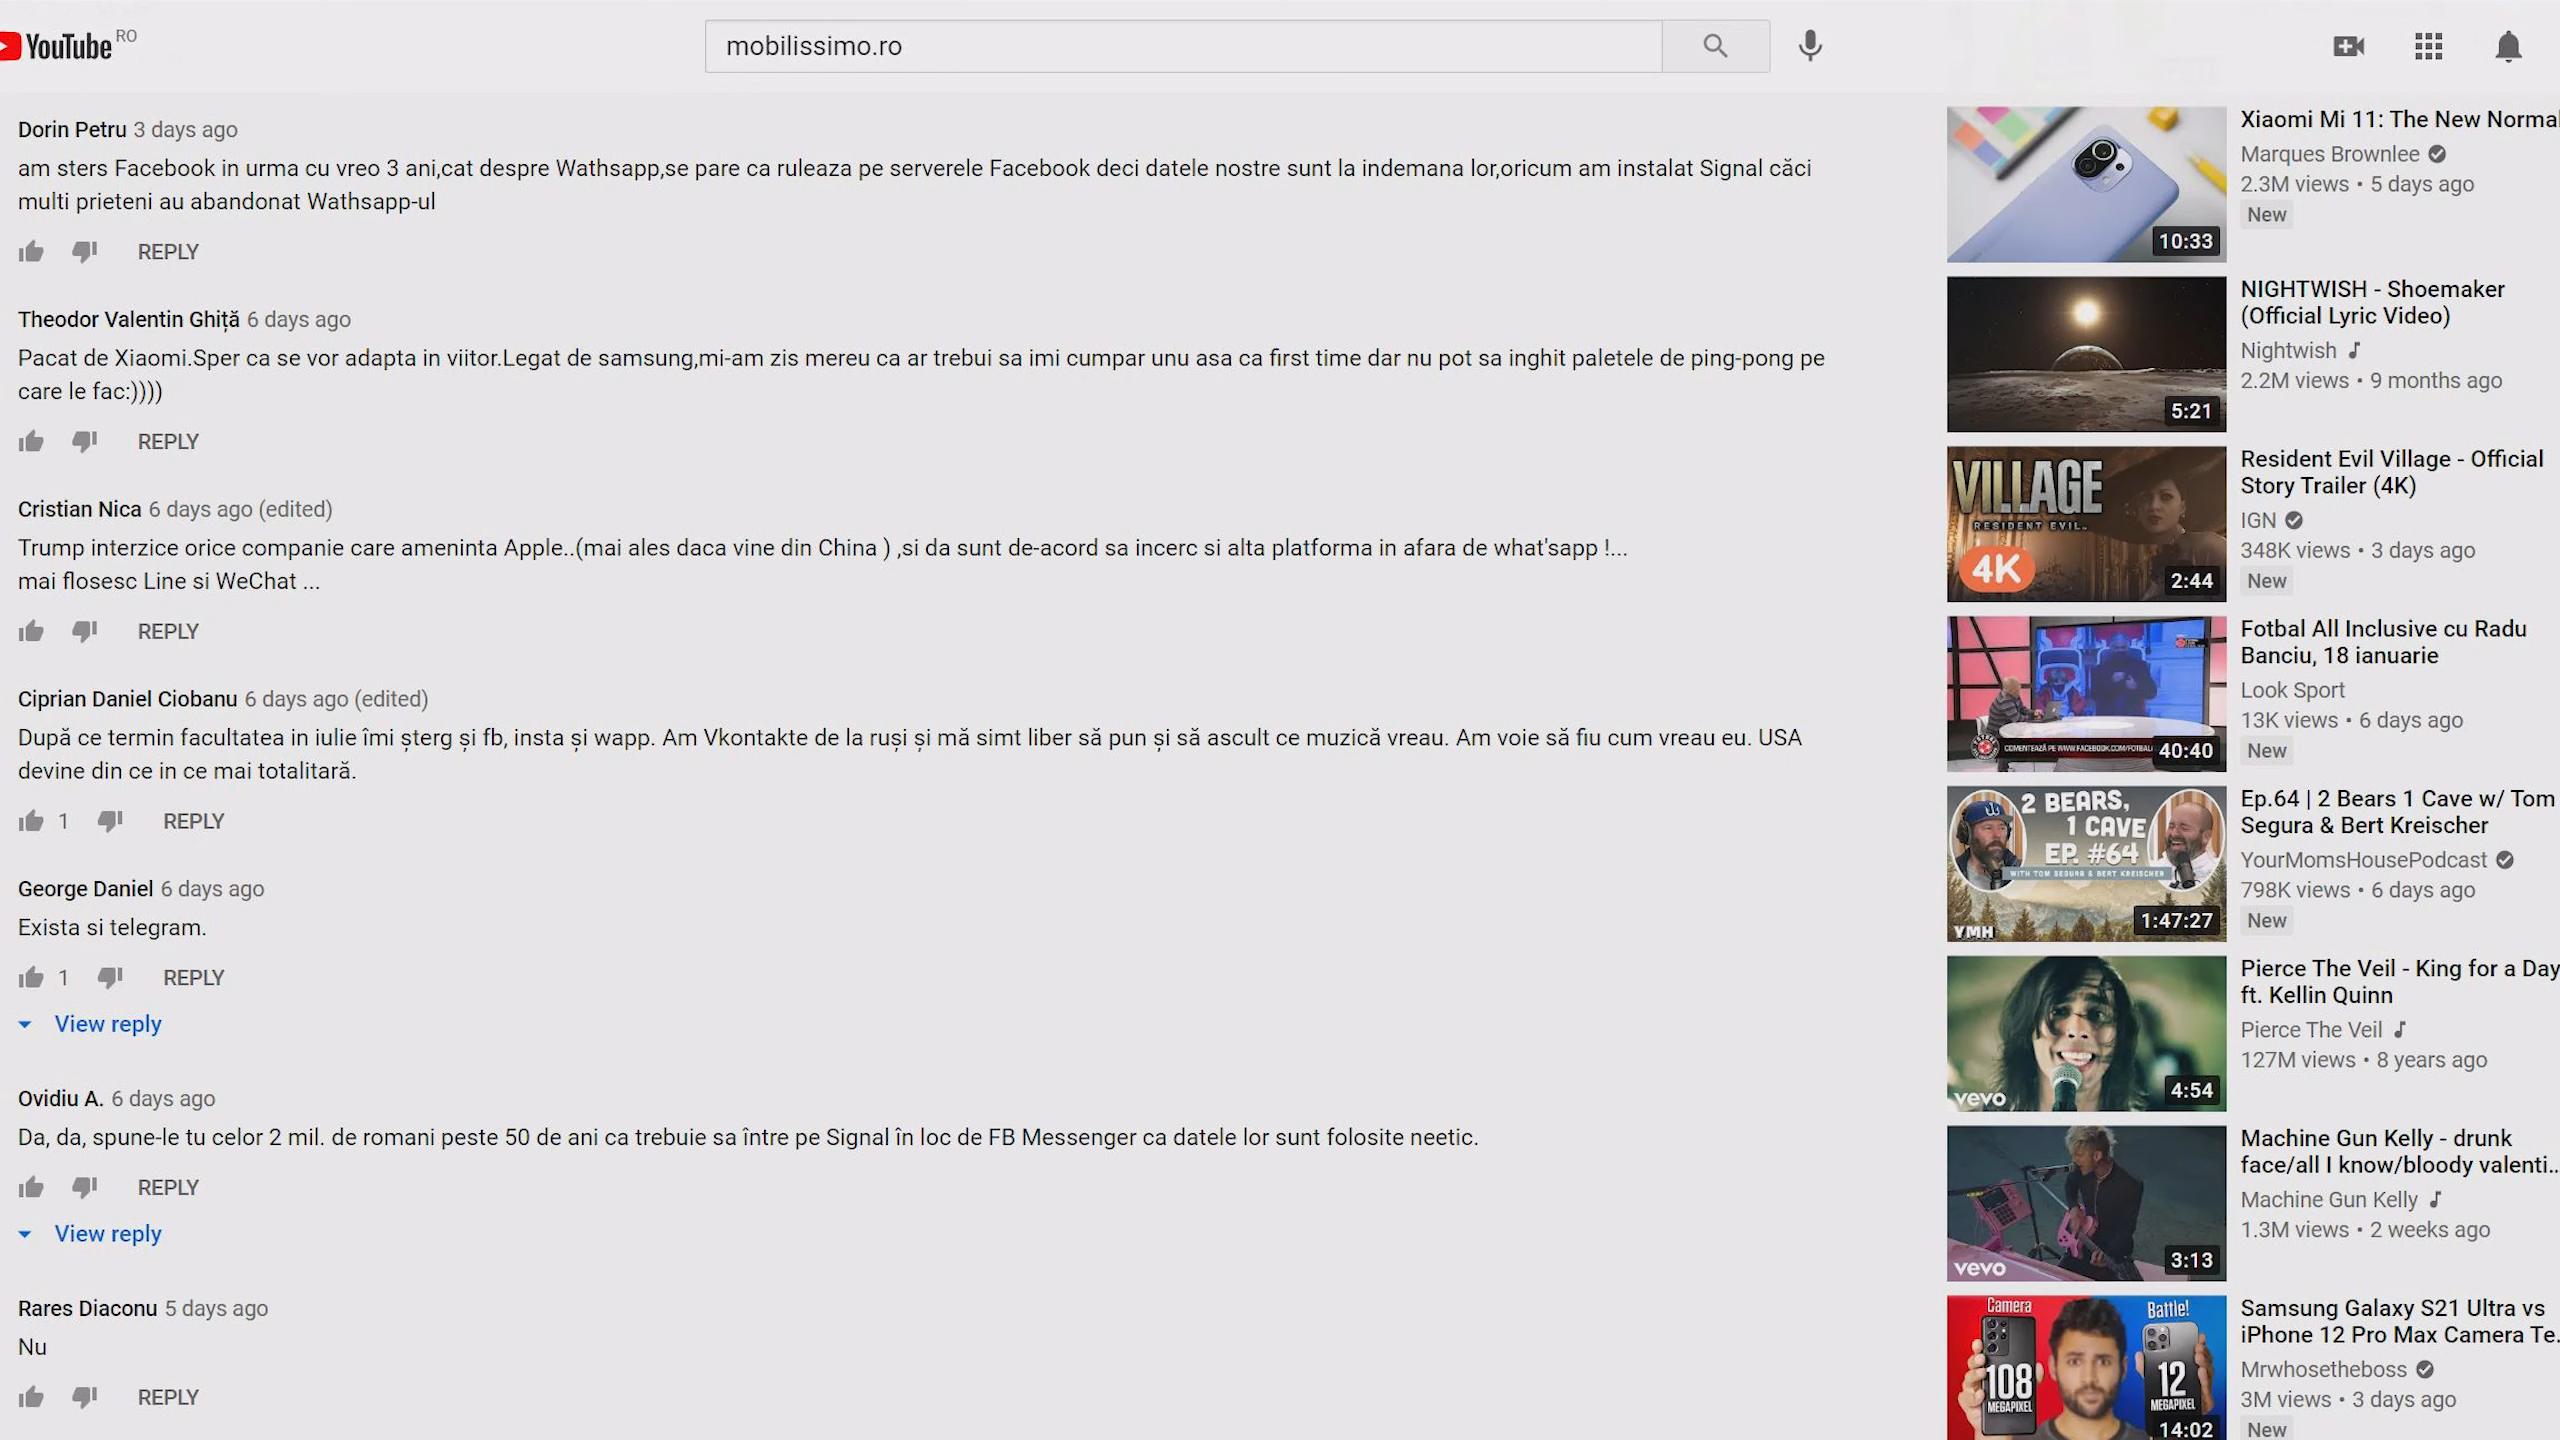 YouTube RO
mobilissimo.ro
Dorin Petru 3 days ago
am sters Facebook in urma cu vreo 3 ani,cat despre Wathsapp,se pare ca ruleaza pe serverele Facebook deci datele nostre sunt la indemana lor,oricum am instalat Signal căci
multi prieteni au abandonat Wathsapp-ul
REPLY
Theodor Valentin Ghiță 6 days ago
Pacat de Xiaomi.Sper ca se vor adapta in viitor.Legat de samsung,mi-am zis mereu ca ar trebui sa imi cumpar unu asa ca first time dar nu pot sa inghit paletele de ping-pong pe
care le fac:))))
REPLY
Cristian Nica 6 days ago (edited)
Trump interzice orice companie care ameninta Apple..(mai ales daca vine din China ) ,si da sunt de-acord sa incerc si alta platforma in afara de what'sapp !...
mai flosesc Line si WeChat ...
REPLY
Ciprian Daniel Ciobanu 6 days ago (edited)
După ce termin facultatea in iulie îmi șterg și fb, insta și wapp. Am Vkontakte de la ruși și mă simt liber să pun și să ascult ce muzică vreau. Am voie să fiu cum vreau eu. USA
devine din ce in ce mai totalitară.
1 REPLY
George Daniel 6 days ago
Exista si telegram.
1 REPLY
View reply
Ovidiu A. 6 days ago
Da, da, spune-le tu celor 2 mil. de romani peste 50 de ani ca trebuie sa între pe Signal în loc de FB Messenger ca datele lor sunt folosite neetic.
REPLY
View reply
Rares Diaconu 5 days ago
Nu
REPLY
10:33
Xiaomi Mi 11: The New Normal
Marques Brownlee
2.3M views • 5 days ago
New
5:21
NIGHTWISH - Shoemaker
(Official Lyric Video)
Nightwish
2.2M views • 9 months ago
VILLAGE
RESIDENT EVIL
4K
2:44
Resident Evil Village - Official
Story Trailer (4K)
IGN
348K views • 3 days ago
New
COMENTEAZĂ PE WWW.FACEBOOK.COM/FOTBAL
40:40
Fotbal All Inclusive cu Radu
Banciu, 18 ianuarie
Look Sport
13K views • 6 days ago
New
2 BEARS,
1 CAVE
EP. #64
WITH TOM SEGURA & BERT KREISCHER
YMH
1:47:27
Ep.64 | 2 Bears 1 Cave w/ Tom
Segura & Bert Kreischer
YourMomsHousePodcast
798K views • 6 days ago
New
vevo
4:54
Pierce The Veil - King for a Day
ft. Kellin Quinn
Pierce The Veil
127M views • 8 years ago
vevo
3:13
Machine Gun Kelly - drunk
face/all I know/bloody valenti...
Machine Gun Kelly
1.3M views • 2 weeks ago
Camera Battle!
108
MEGAPIXEL
12
MEGAPIXEL
14:02
Samsung Galaxy S21 Ultra vs
iPhone 12 Pro Max Camera Te.
Mrwhosetheboss
3M views • 3 days ago
New